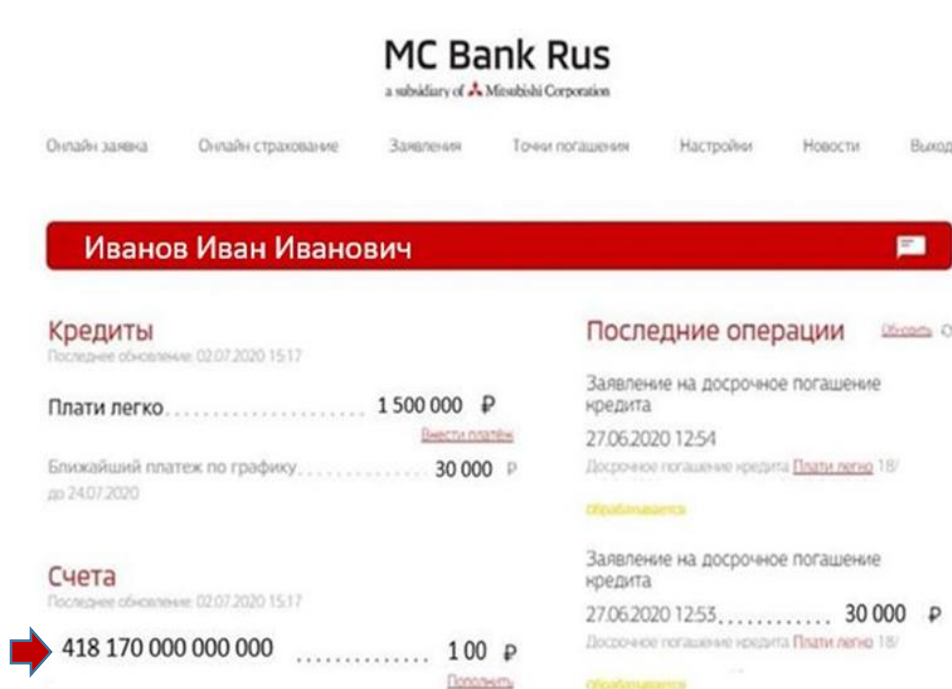 MC Bank Rus
a subsidiary of Mitsubishi Corporation
Онлайн заявка Онлайн страхование Заявления Точки погашения Настройки Новости Выход
Иванов Иван Иванович
Кредиты
Последнее обновление: 02.07.2020 15:17
Плати легко 1 500 000 ₽
Внести платёж
Ближайший платеж по графику 30 000 ₽
до 24.07.2020
Счета
Последнее обновление: 02.07.2020 15:17
418 170 000 000 000 1 00 ₽
Пополнить
Последние операции Обновить
Заявление на досрочное погашение
кредита
27.06.2020 12:54
Досрочное погашение кредита Плати легко 18/
Обрабатывается
Заявление на досрочное погашение
кредита
27.06.2020 12:53 30 000 ₽
Досрочное погашение кредита Плати легко 18/
Обрабатывается